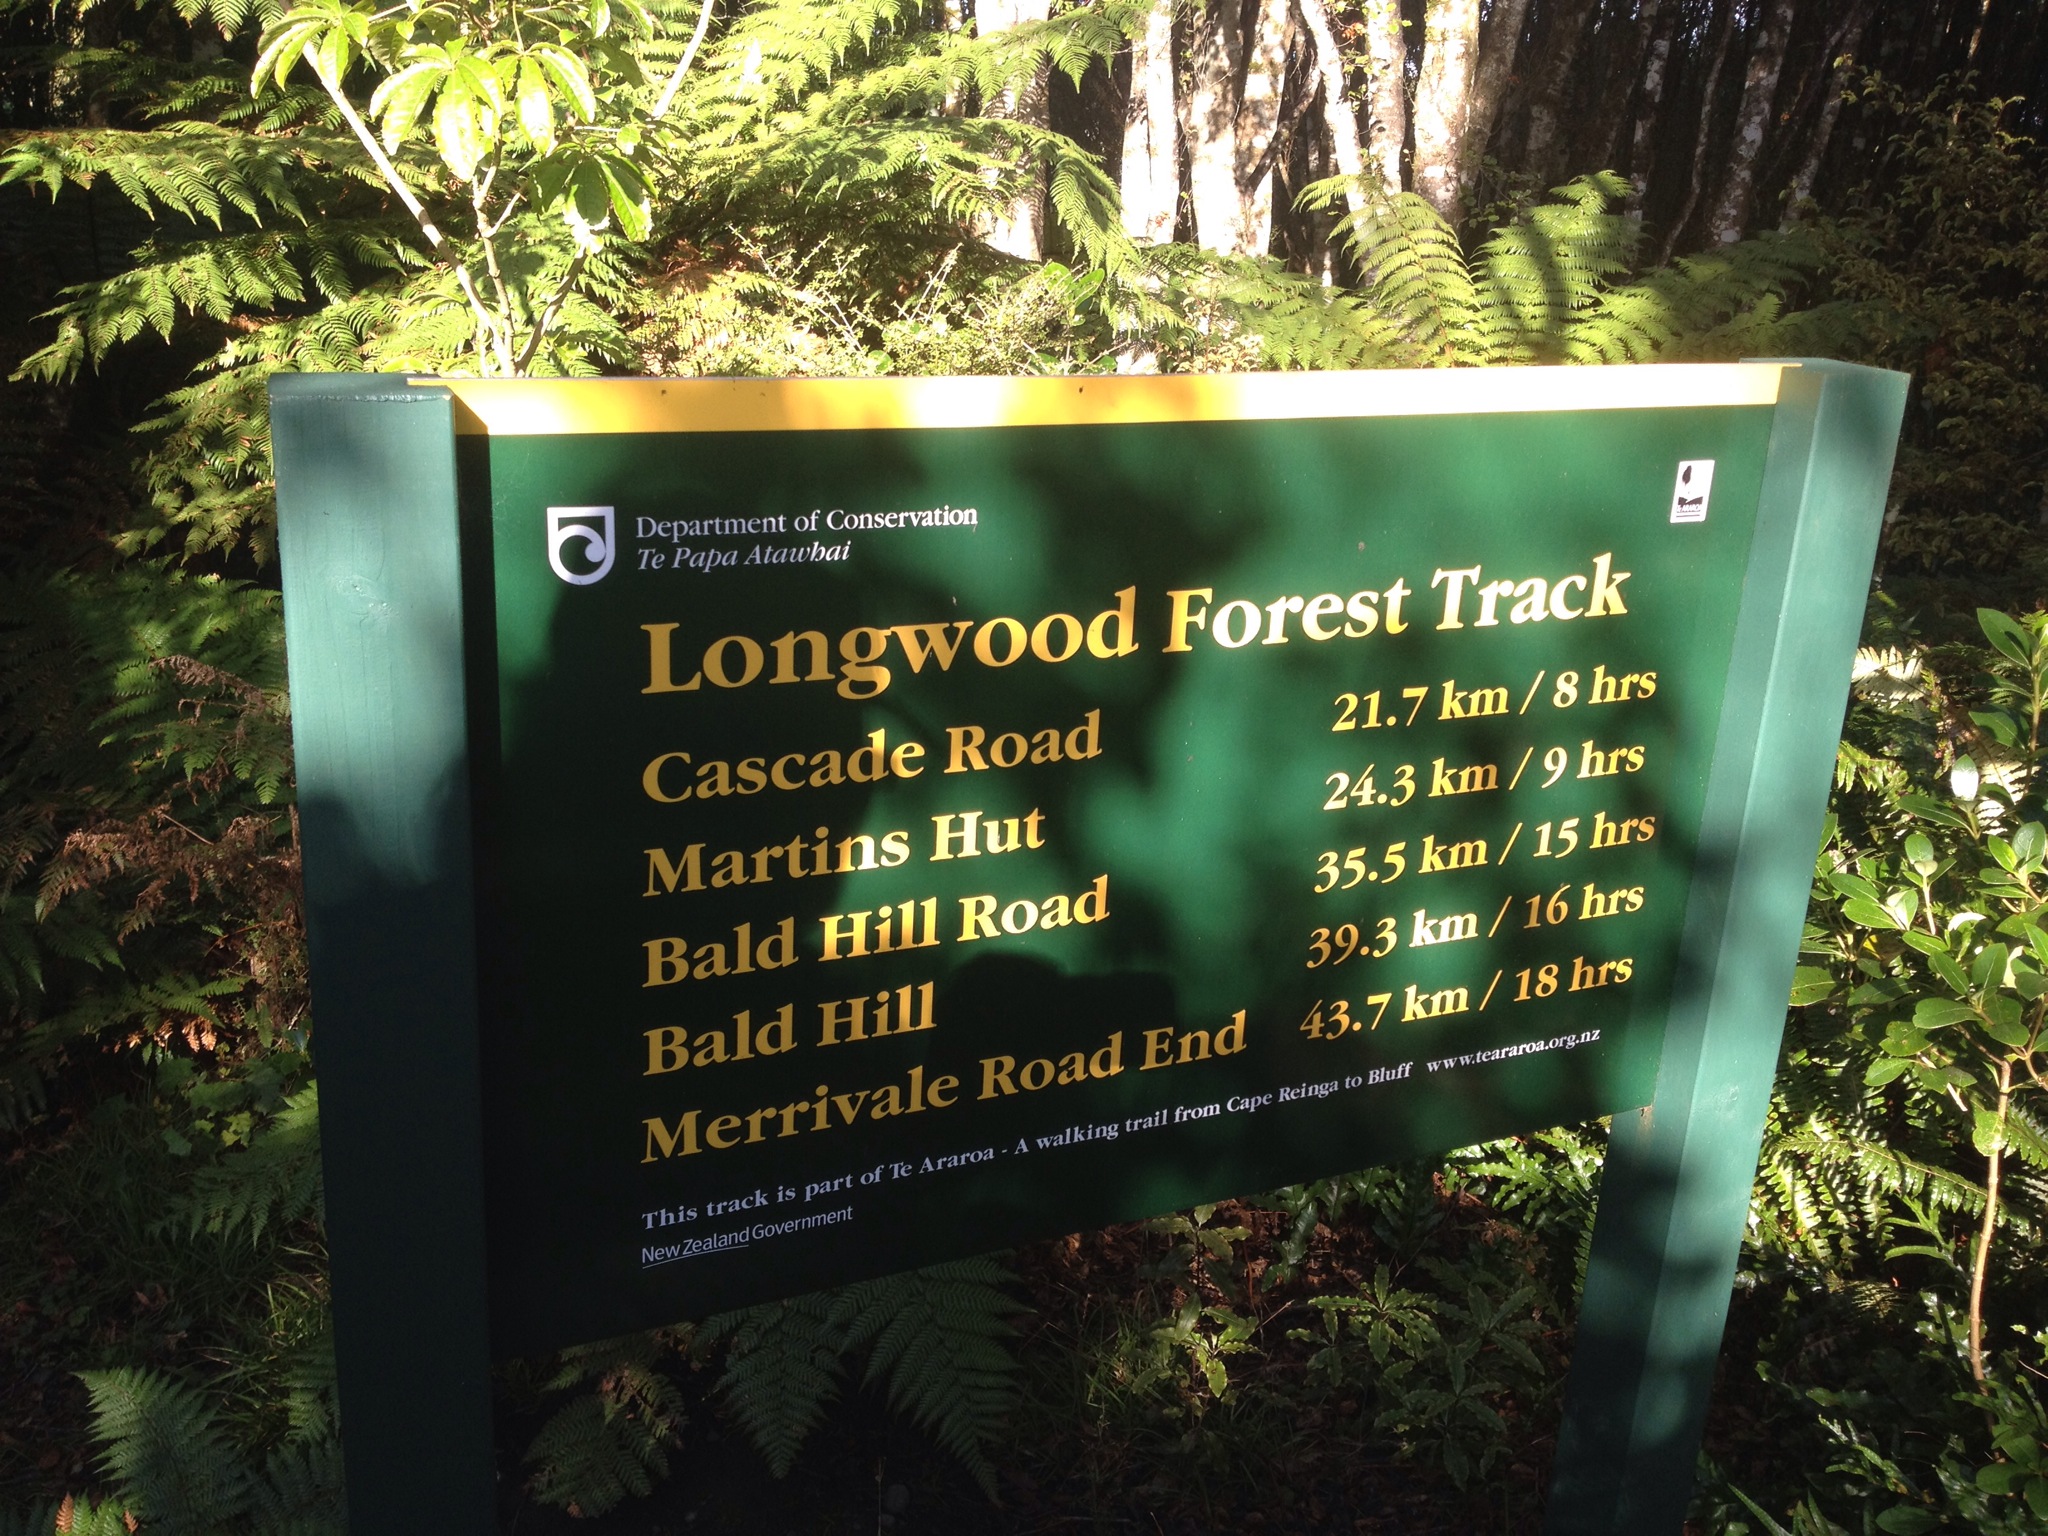 Department of Conservation
Te Papa Atawhai
Longwood Forest Track
Cascade Road 21.7 km / 8 hrs
Martins Hut 24.3 km / 9 hrs
Bald Hill Road 35.5 km / 15 hrs
Bald Hill 39.3 km / 16 hrs
Merrivale Road End 43.7 km / 18 hrs
This track is part of Te Araroa - A walking trail from Cape Reinga to Bluff www.teararoa.org.nz
New Zealand Government